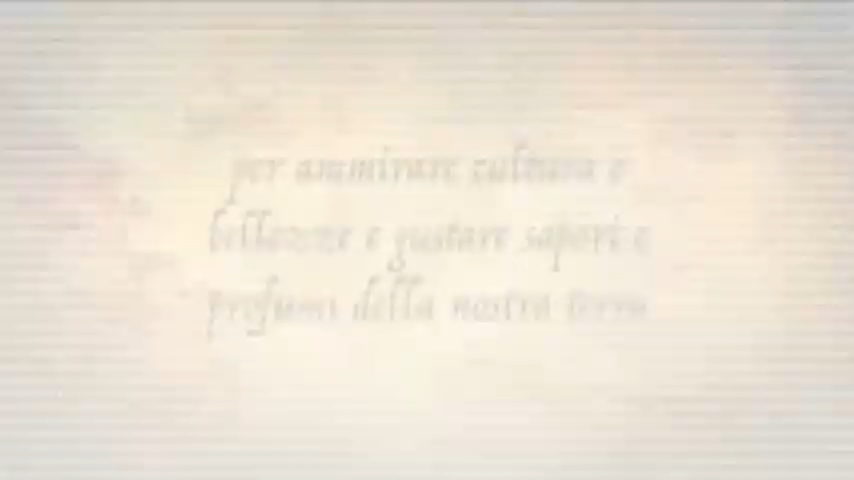 per ammirare cultura e
bellezze e gustare sapori e
profumi della nostra terra